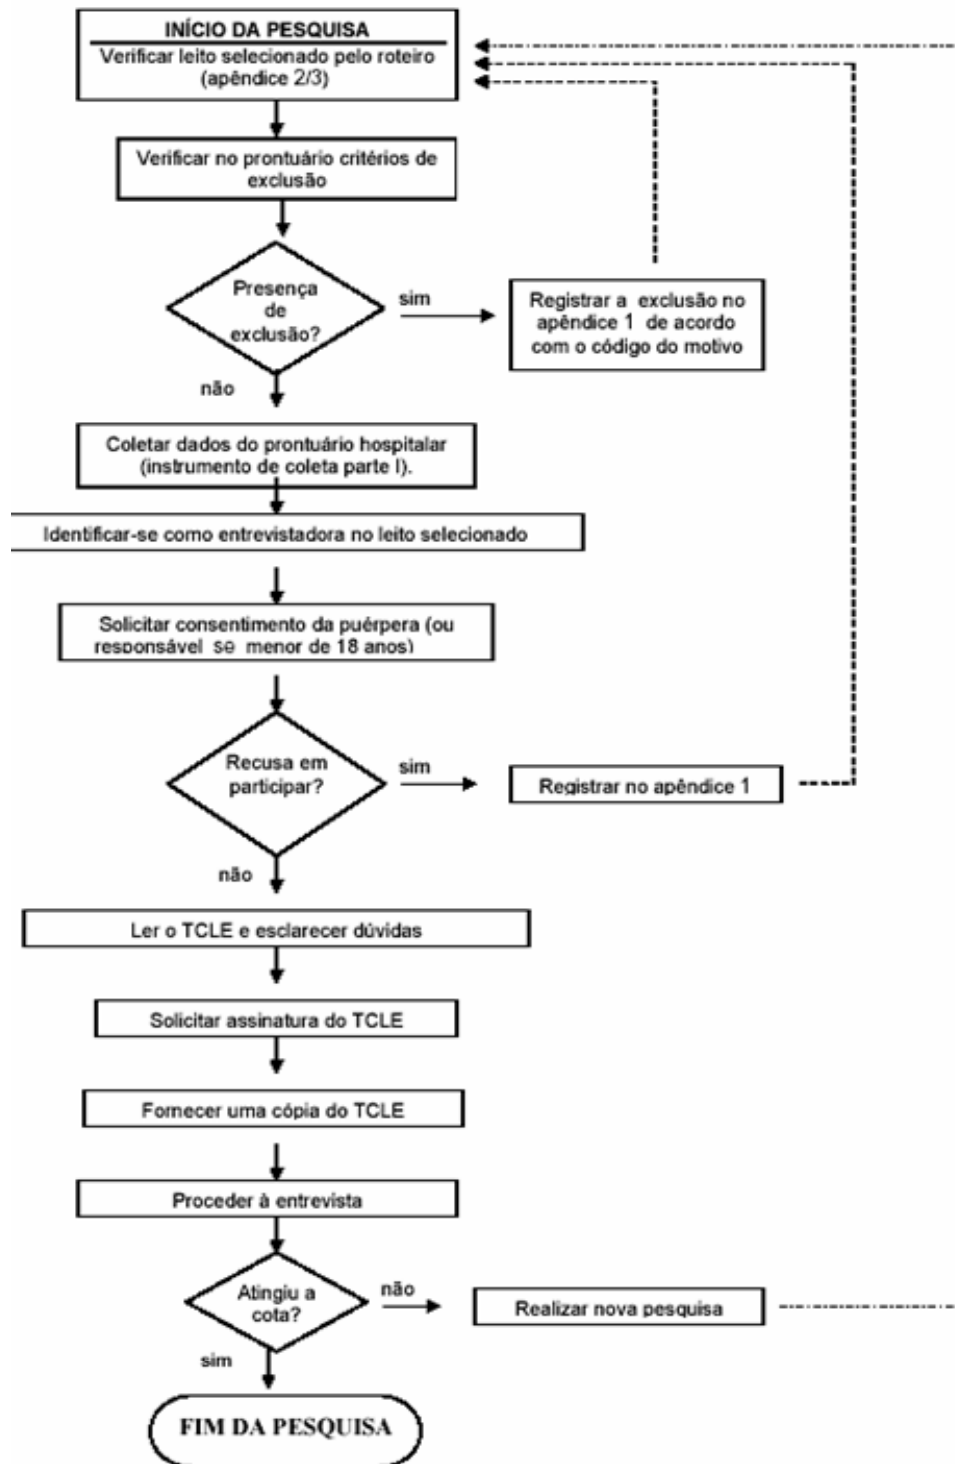 INÍCIO DA PESQUISA
Verificar leito selecionado pelo roteiro
(apêndice 2/3)
Verificar no prontuário critérios de
exclusão
Presença
de
exclusão?
sim
Registrar a exclusão no
apêndice 1 de acordo
com o código do motivo
não
Coletar dados do prontuário hospitalar
(instrumento de coleta parte I).
Identificar-se como entrevistadora no leito selecionado
Solicitar consentimento da puérpera (ou
responsável se menor de 18 anos)
Recusa em
participar?
sim
Registrar no apêndice 1
não
Ler o TCLE e esclarecer dúvidas
Solicitar assinatura do TCLE
Fornecer uma cópia do TCLE
Proceder à entrevista
Atingiu a
cota?
não
Realizar nova pesquisa
sim
FIM DA PESQUISA